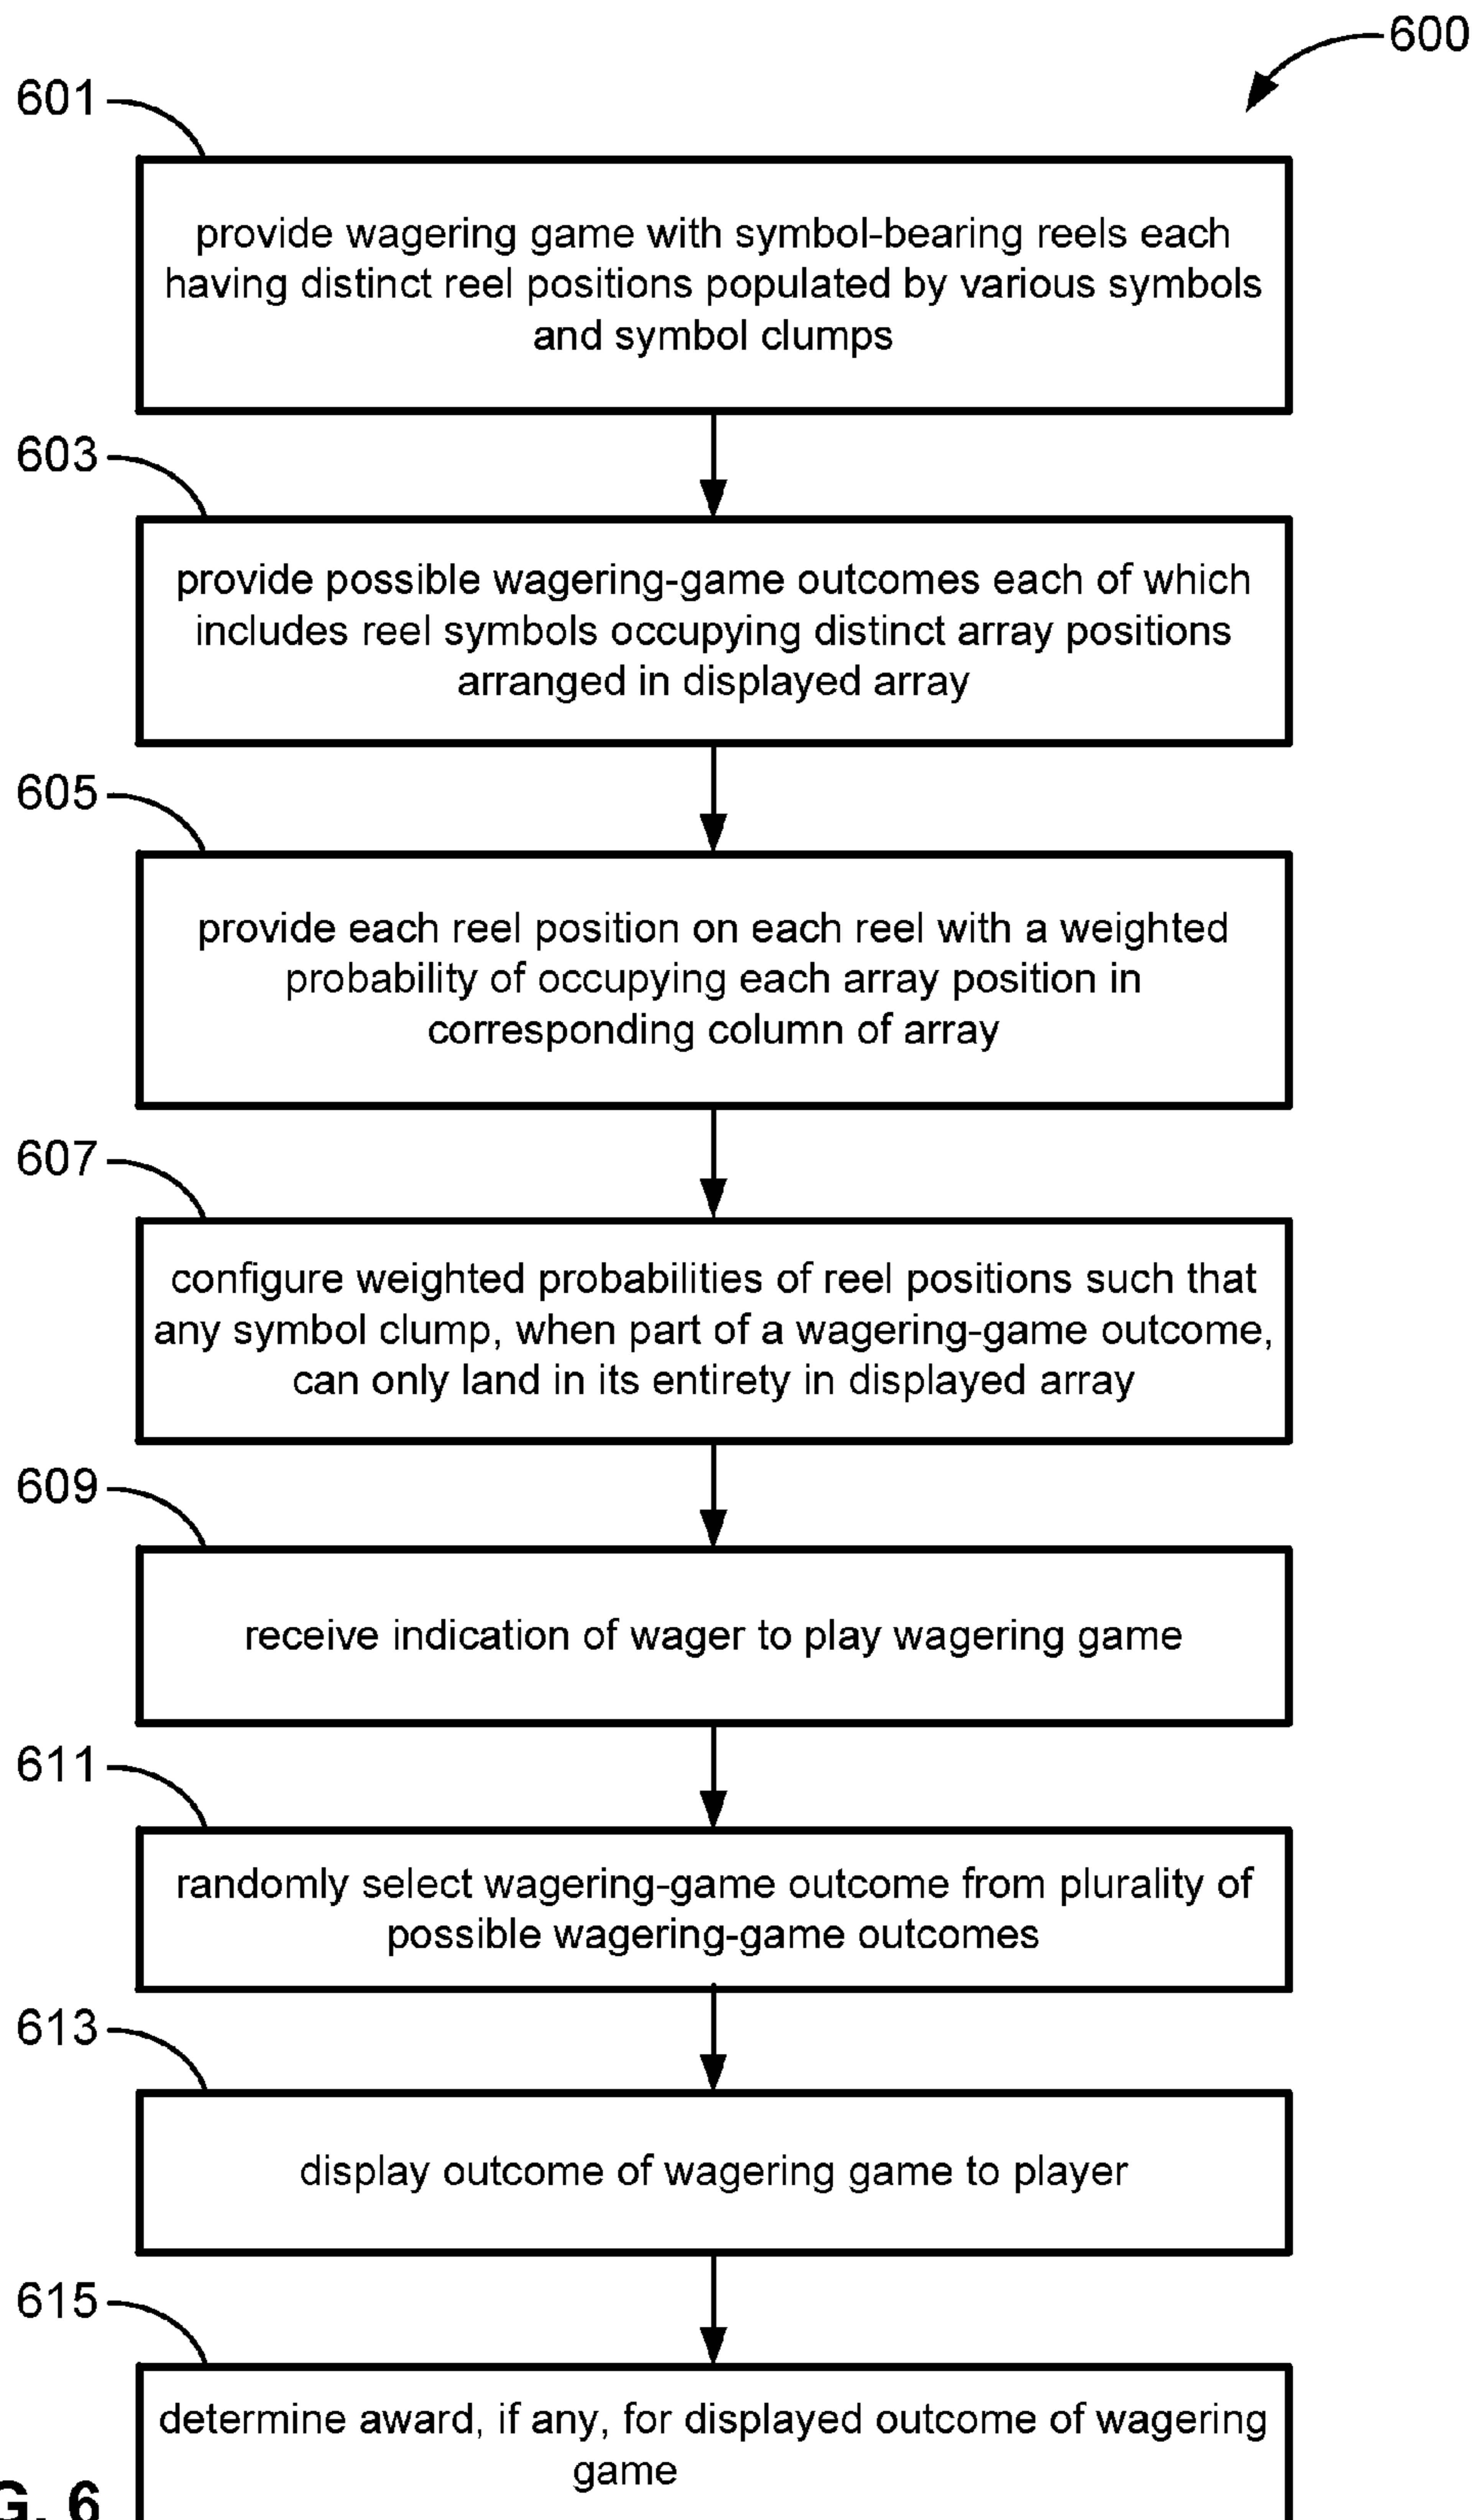 600
601
provide wagering game with symbol-bearing reels each
having distinct reel positions populated by various symbols
and symbol clumps
603
provide possible wagering-game outcomes each of which
includes reel symbols occupying distinct array positions
arranged in displayed array
605
provide each reel position on each reel with a weighted
probability of occupying each array position in
corresponding column of array
607
configure weighted probabilities of reel positions such that
any symbol clump, when part of a wagering-game outcome,
can only land in its entirety in displayed array
609
receive indication of wager to play wagering game
611
randomly select wagering-game outcome from plurality of
possible wagering-game outcomes
613
display outcome of wagering game to player
615
determine award, if any, for displayed outcome of wagering
game
G. 6